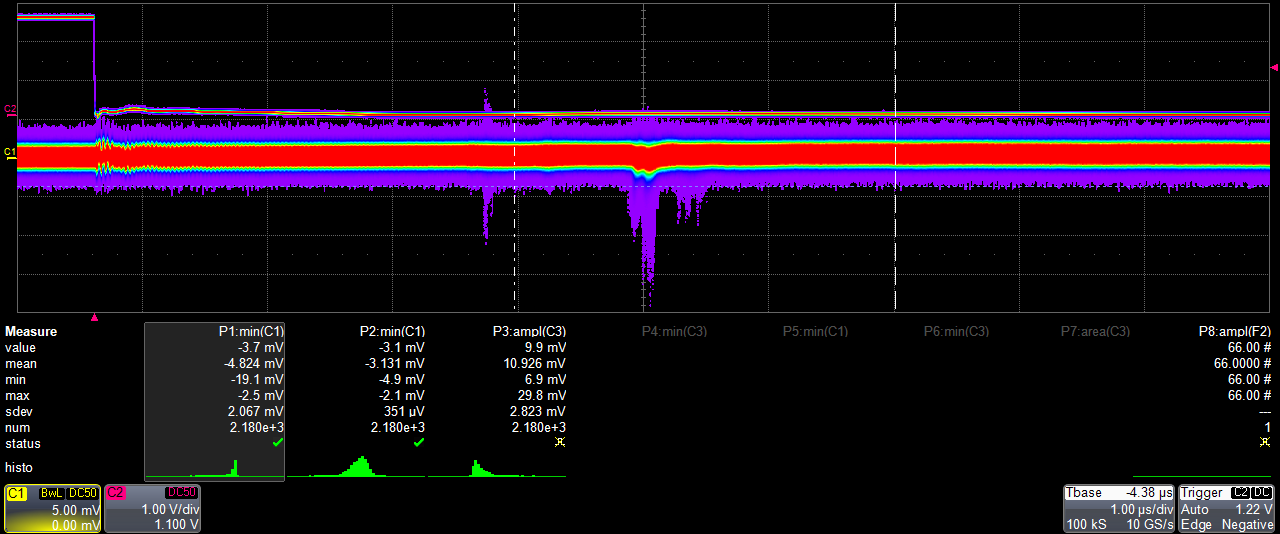 C2
C1
Measure P1:min(C1) P2:min(C1) P3:ampl(C3) P4:min(C3) P5:min(C1) P6:min(C3) P7:area(C3) P8:ampl(F2)
value -3.7 mV -3.1 mV 9.9 mV 66.00 #
mean -4.824 mV -3.131 mV 10.926 mV 66.0000 #
min -19.1 mV -4.9 mV 6.9 mV 66.00 #
max -2.5 mV -2.1 mV 29.8 mV 66.00 #
sdev 2.067 mV 351 µV 2.823 mV ---
num 2.180e+3 2.180e+3 2.180e+3 1
status
histo
C1 BwL DC50 C2 DC50 Tbase -4.38 µs Trigger C2 DC
5.00 mV 1.00 V/div 1.00 µs/div Auto 1.22 V
0.00 mV 1.100 V 100 kS 10 GS/s Edge Negative